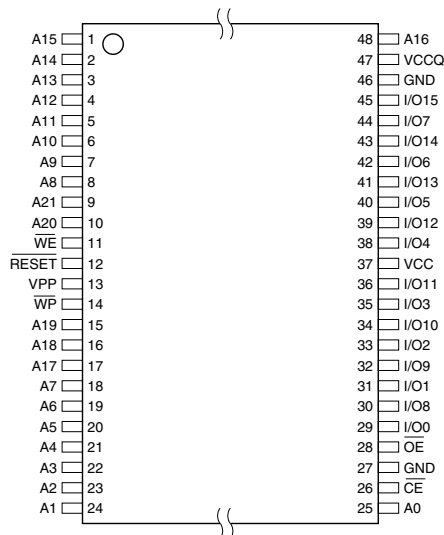 A15 1 48 A16
A14 2 47 VCCQ
A13 3 46 GND
A12 4 45 I/O15
A11 5 44 I/O7
A10 6 43 I/O14
A9 7 42 I/O6
A8 8 41 I/O13
A21 9 40 I/O5
A20 10 39 I/O12
WE 11 38 I/O4
RESET 12 37 VCC
VPP 13 36 I/O11
WP 14 35 I/O3
A19 15 34 I/O10
A18 16 33 I/O2
A17 17 32 I/O9
A7 18 31 I/O1
A6 19 30 I/O8
A5 20 29 I/O0
A4 21 28 OE
A3 22 27 GND
A2 23 26 CE
A1 24 25 A0